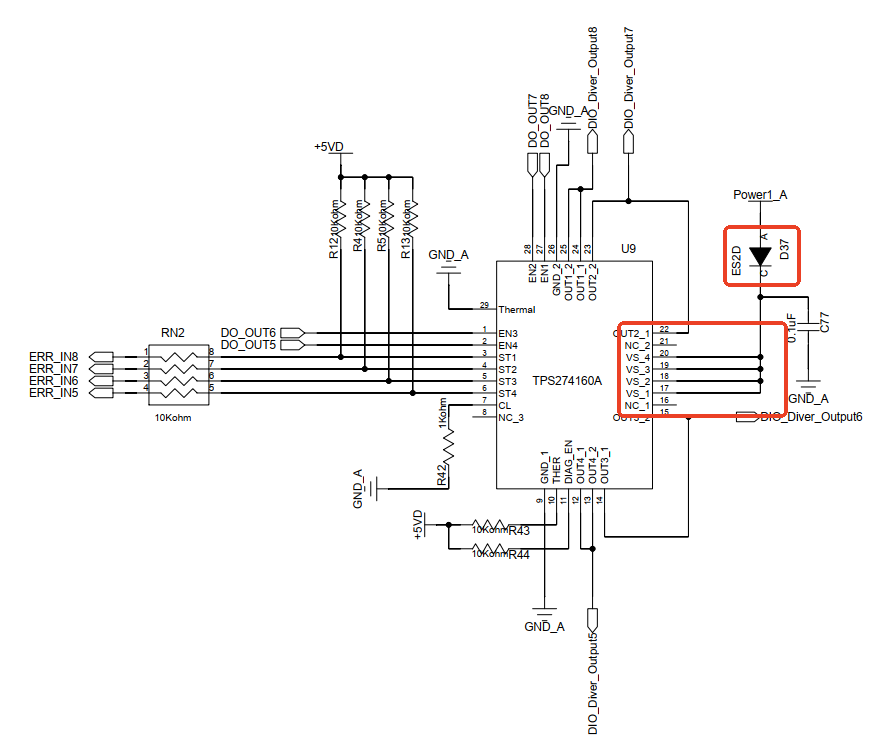 DIO_Diver_Output8
DIO_Diver_Output7
DO_OUT7
DO_OUT8
GND_A
+5VD
R12
10Kohm
R4
10Kohm
R5
10Kohm
R13
10Kohm
Power1_A
A
ES2D
D37
C
28
27
26
25
24
23
U9
EN2
EN1
GND_2
OUT1_2
OUT1_1
OUT2_2
GND_A
29
Thermal
0.1uF
C77
GND_A
RN2
DO_OUT6
DO_OUT5
1
EN3
2
EN4
3
ST1
4
ST2
5
ST3
6
ST4
7
CL
8
NC_3
TPS274160A
OUT2_1
22
NC_2
21
VS_4
20
VS_3
19
VS_2
18
VS_1
17
NC_1
16
OUT3_2
15
DIO_Diver_Output6
ERR_IN8
1
8
ERR_IN7
2
7
ERR_IN6
3
6
ERR_IN5
4
5
10Kohm
1Kohm
R42
GND_A
GND_1
THER
DIAG_EN
OUT4_1
OUT4_2
OUT3_1
9
10
11
12
13
14
+5VD
10Kohm
R43
10Kohm
R44
GND_A
DIO_Diver_Output5